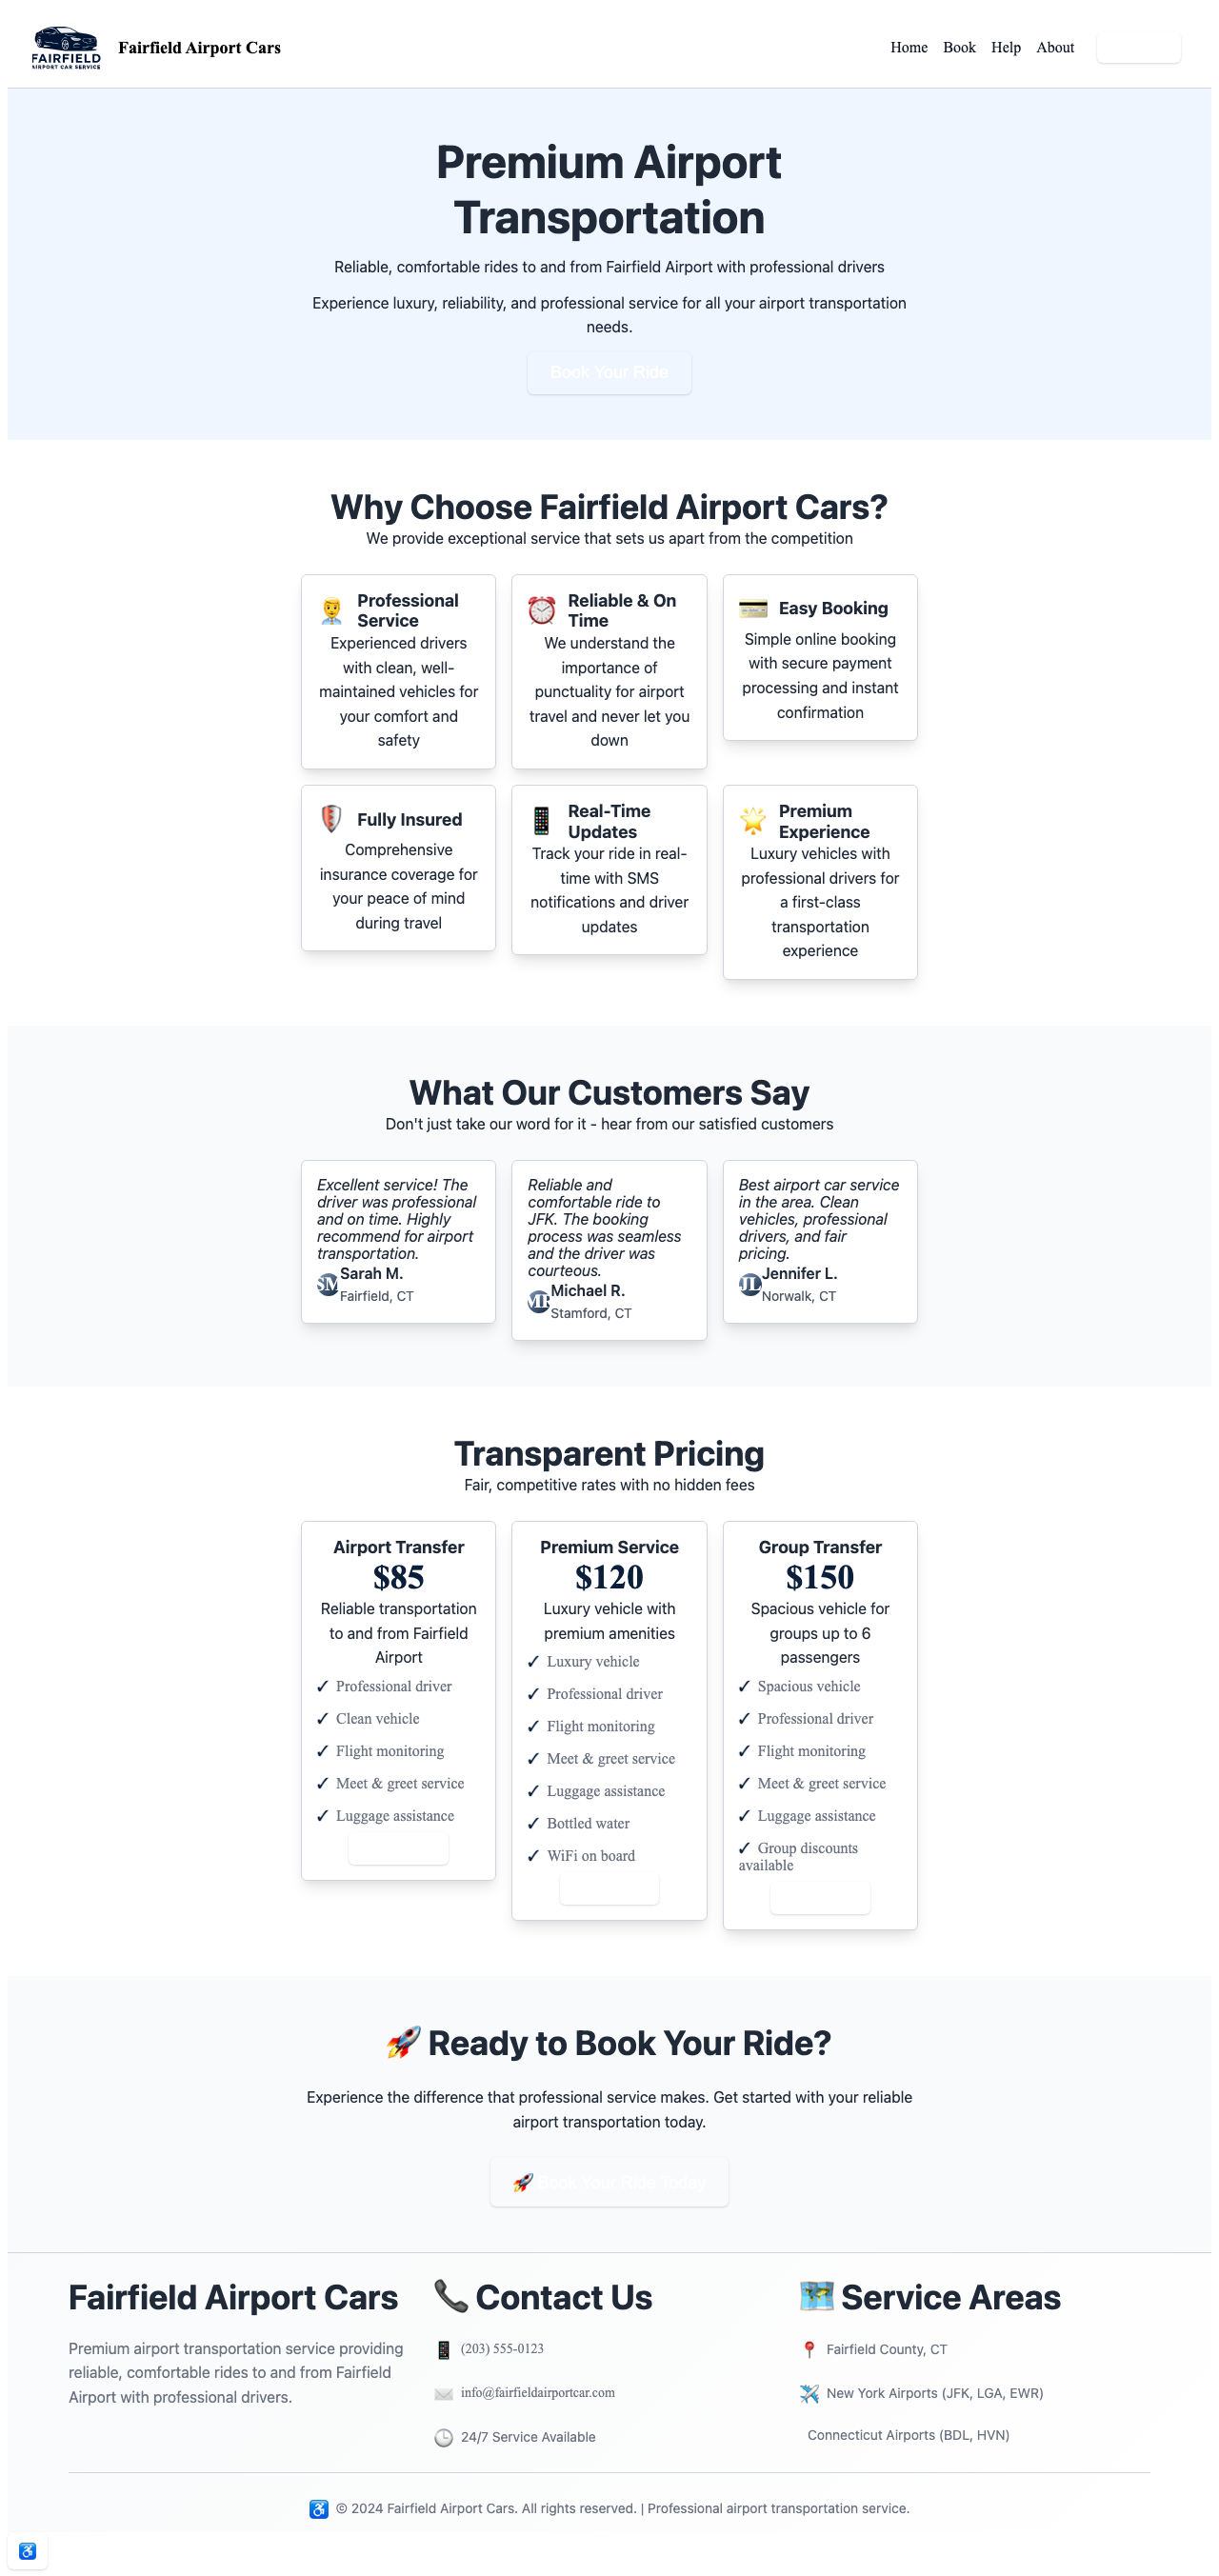 FAIRFIELD
AIRPORT CAR SERVICE
Fairfield Airport Cars
Home Book Help About
Premium Airport
Transportation
Reliable, comfortable rides to and from Fairfield Airport with professional drivers
Experience luxury, reliability, and professional service for all your airport transportation
needs.
Book Your Ride
Why Choose Fairfield Airport Cars?
We provide exceptional service that sets us apart from the competition
Professional
Service
Experienced drivers
with clean, well-
maintained vehicles for
your comfort and
safety
Reliable & On
Time
We understand the
importance of
punctuality for airport
travel and never let you
down
Easy Booking
Simple online booking
with secure payment
processing and instant
confirmation
Fully Insured
Comprehensive
insurance coverage for
your peace of mind
during travel
Real-Time
Updates
Track your ride in real-
time with SMS
notifications and driver
updates
Premium
Experience
Luxury vehicles with
professional drivers for
a first-class
transportation
experience
What Our Customers Say
Don't just take our word for it - hear from our satisfied customers
Excellent service! The
driver was professional
and on time. Highly
recommend for airport
transportation.
SM
Sarah M.
Fairfield, CT
Reliable and
comfortable ride to
JFK. The booking
process was seamless
and the driver was
courteous.
MR
Michael R.
Stamford, CT
Best airport car service
in the area. Clean
vehicles, professional
drivers, and fair
pricing.
JL
Jennifer L.
Norwalk, CT
Transparent Pricing
Fair, competitive rates with no hidden fees
Airport Transfer
$85
Reliable transportation
to and from Fairfield
Airport
✓ Professional driver
✓ Clean vehicle
✓ Flight monitoring
✓ Meet & greet service
✓ Luggage assistance
Premium Service
$120
Luxury vehicle with
premium amenities
✓ Luxury vehicle
✓ Professional driver
✓ Flight monitoring
✓ Meet & greet service
✓ Luggage assistance
✓ Bottled water
✓ WiFi on board
Group Transfer
$150
Spacious vehicle for
groups up to 6
passengers
✓ Spacious vehicle
✓ Professional driver
✓ Flight monitoring
✓ Meet & greet service
✓ Luggage assistance
✓ Group discounts
available
🚀 Ready to Book Your Ride?
Experience the difference that professional service makes. Get started with your reliable
airport transportation today.
🚀 Book Your Ride Today
Fairfield Airport Cars
Premium airport transportation service providing
reliable, comfortable rides to and from Fairfield
Airport with professional drivers.
📞 Contact Us
(203) 555-0123
info@fairfieldairportcar.com
24/7 Service Available
🗺️ Service Areas
Fairfield County, CT
New York Airports (JFK, LGA, EWR)
Connecticut Airports (BDL, HVN)
© 2024 Fairfield Airport Cars. All rights reserved. | Professional airport transportation service.